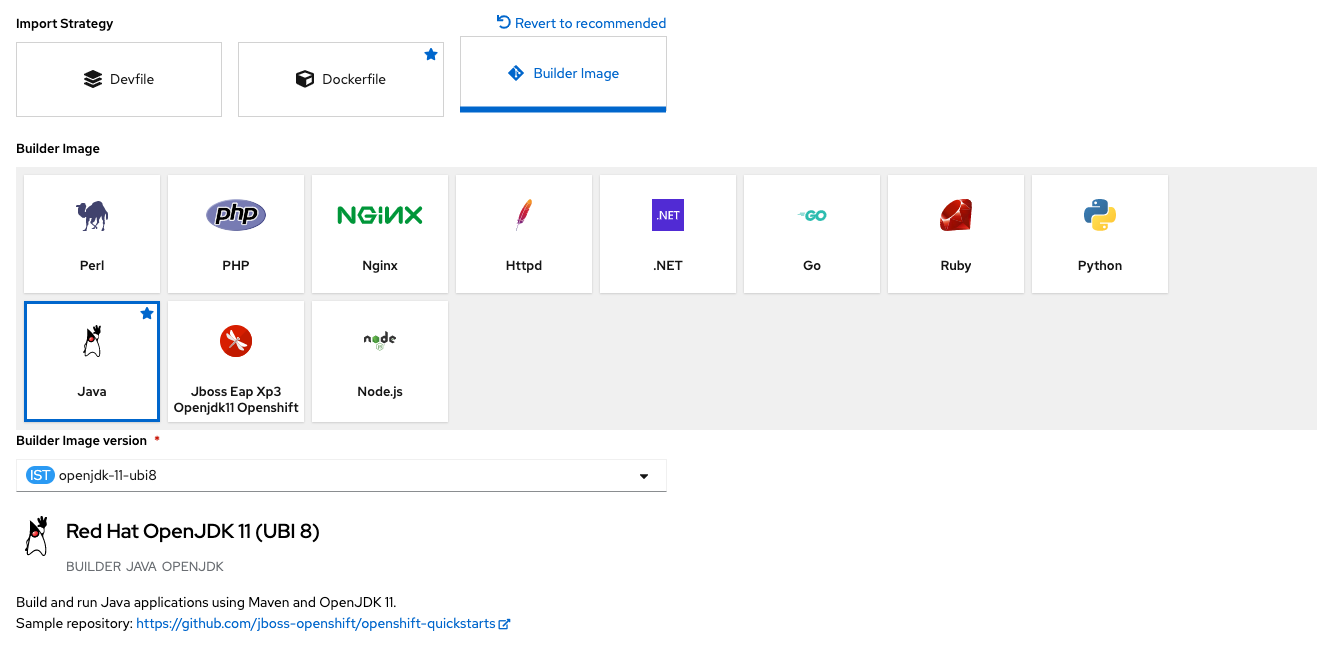 Import Strategy
Revert to recommended
Devfile
Dockerfile
Builder Image
Builder Image
php
NGINX
.NET
GO
Perl
PHP
Nginx
Httpd
.NET
Go
Ruby
Python
node
Java
Jboss Eap Xp3
Openjdk11 Openshift
Node.js
Builder Image version *
IST openjdk-11-ubi8
Red Hat OpenJDK 11 (UBI 8)
BUILDER JAVA OPENJDK
Build and run Java applications using Maven and OpenJDK 11.
Sample repository: https://github.com/jboss-openshift/openshift-quickstarts